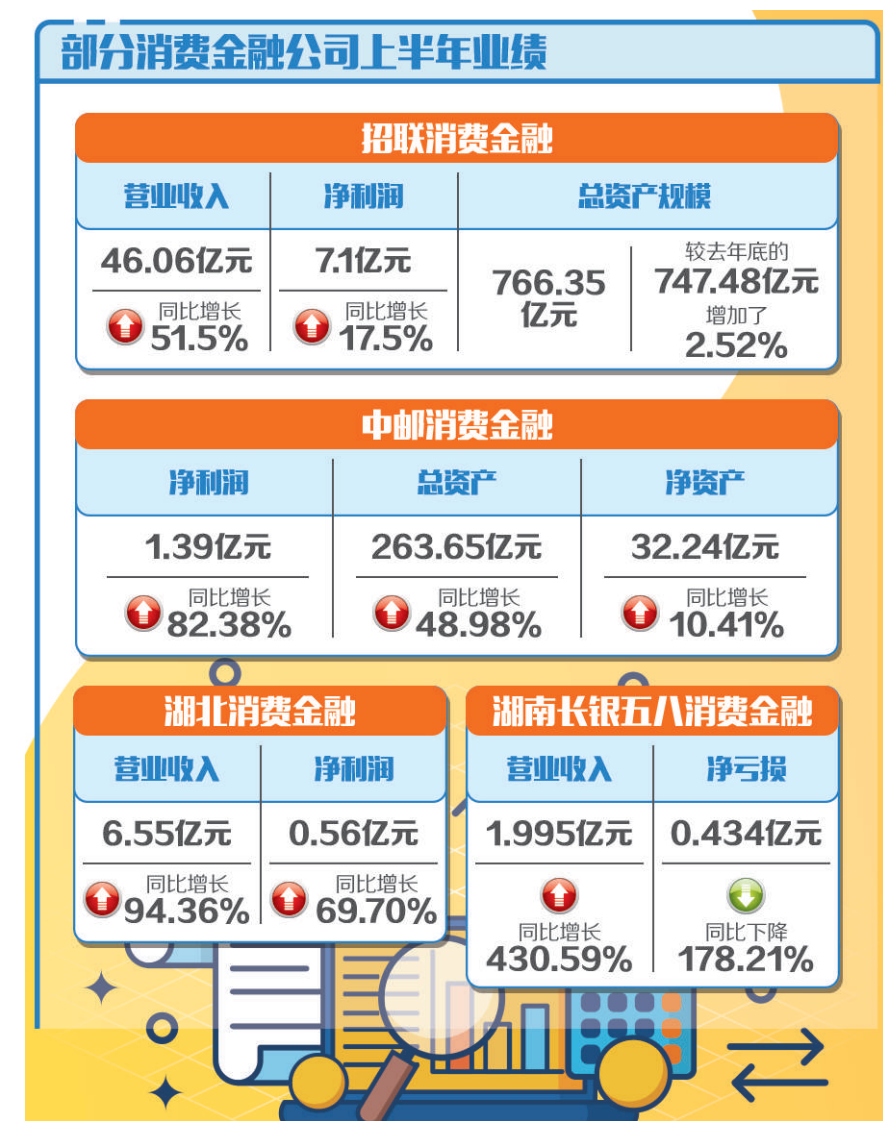 部分消费金融公司上半年业绩
招联消费金融
营业收入
净利润
总资产规模
46.06亿元
同比增长
51.5%
7.1亿元
同比增长
17.5%
766.35
亿元
较去年底的
747.48亿元
增加了
2.52%
中邮消费金融
净利润
总资产
净资产
1.39亿元
同比增长
82.38%
263.65亿元
同比增长
48.98%
32.24亿元
同比增长
10.41%
湖北消费金融
营业收入
净利润
6.55亿元
同比增长
94.36%
0.56亿元
同比增长
69.70%
湖南长银五八消费金融
营业收入
净亏损
1.995亿元
同比增长
430.59%
0.434亿元
同比下降
178.21%